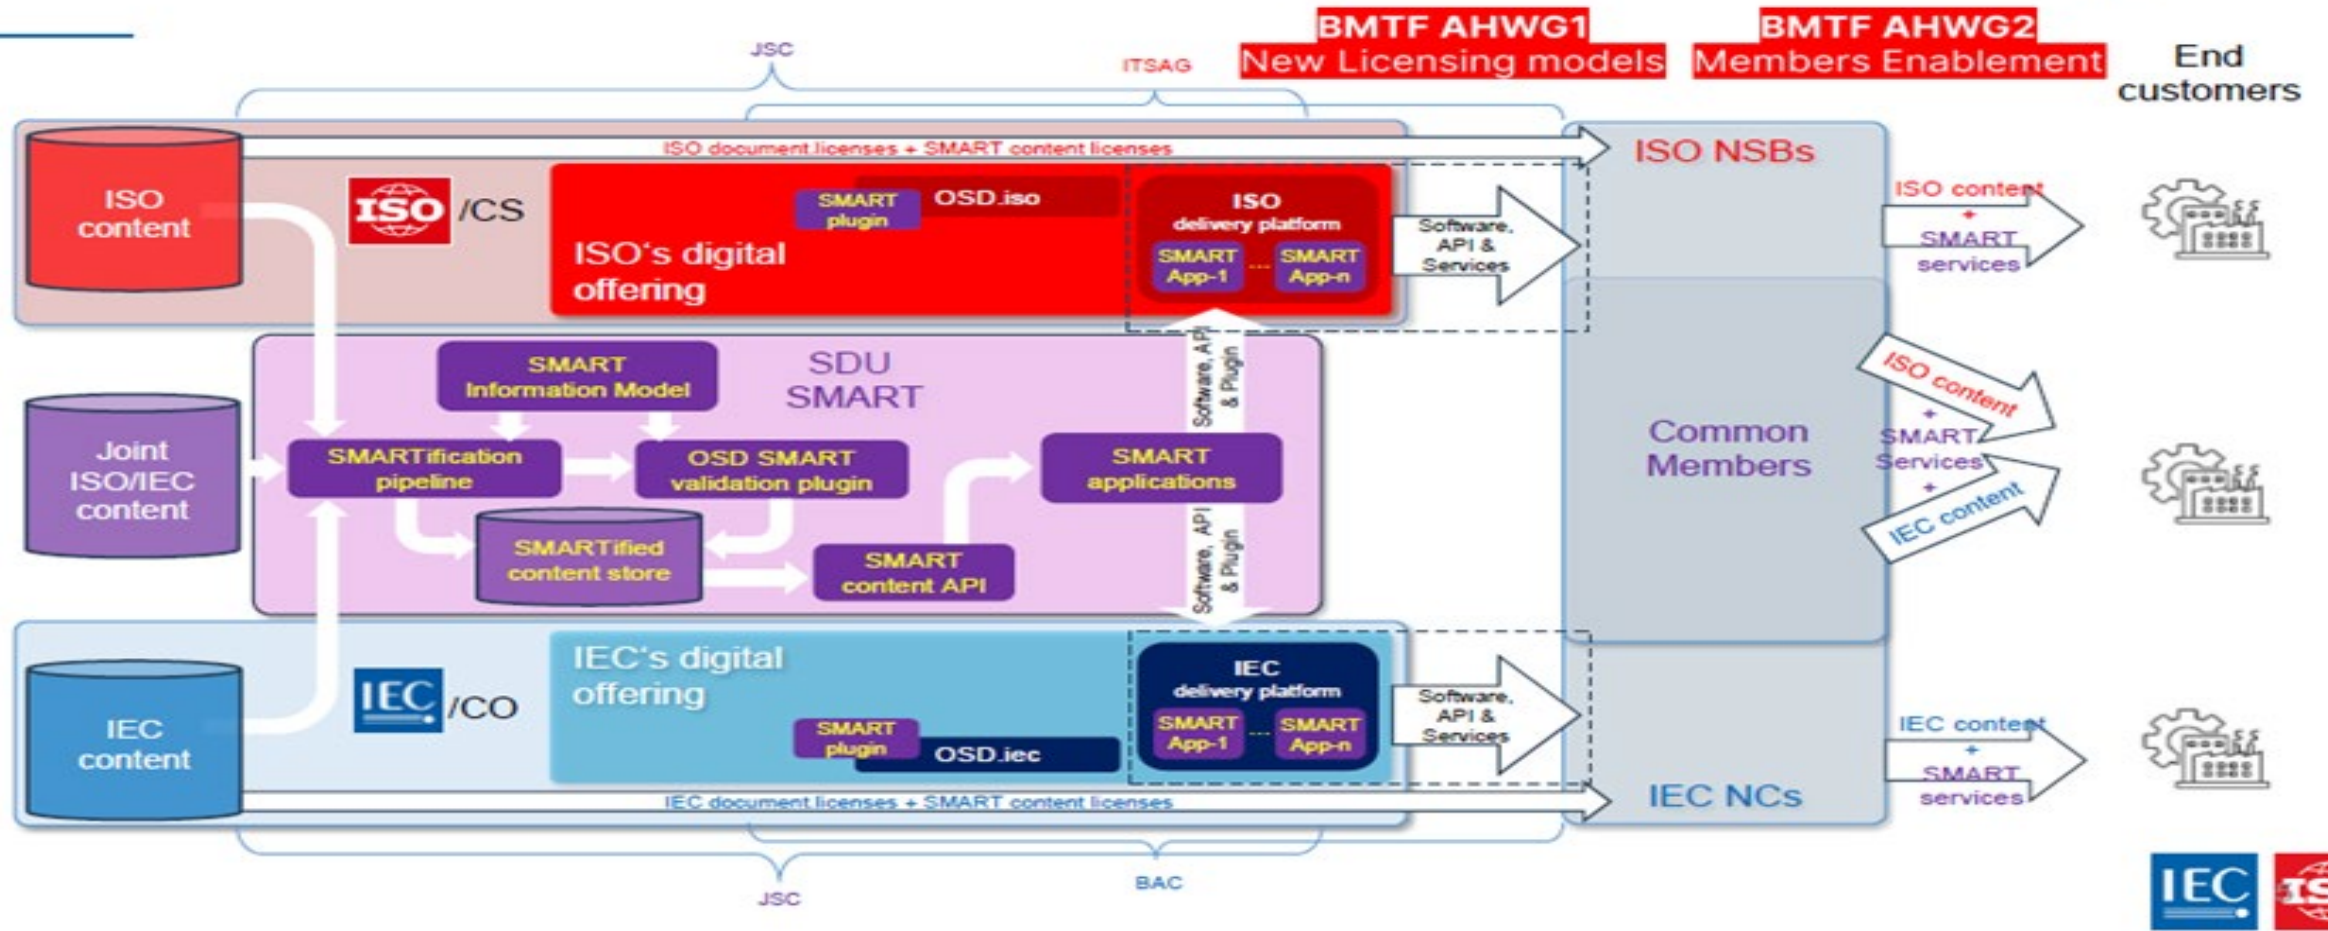 BMTF AHWG1
New Licensing models
BMTF AHWG2
Members Enablement
End
customers
JSC
ITSAG
ISO document licenses + SMART content licenses
ISO
content
ISO /CS
ISO's digital
offering
SMART
plugin
OSD.iso
ISO
delivery platform
SMART
App-1
...
SMART
App-n
Software,
API &
Services
ISO NSBs
ISO content
+
SMART
services
SDU
SMART
SMART
Information Model
Joint
ISO/IEC
content
SMARTification
pipeline
OSD SMART
validation plugin
SMART
applications
SMARTified
content store
SMART
content API
Software, API
& Plugin
Software, API
& Plugin
Common
Members
ISO content
+
SMART
Services
+
IEC content
IEC
content
IEC /CO
IEC's digital
offering
SMART
plugin
OSD.iec
IEC
delivery platform
SMART
App-1
...
SMART
App-n
Software,
API &
Services
IEC NCs
IEC content
+
SMART
services
IEC document licenses + SMART content licenses
JSC
BAC
IEC